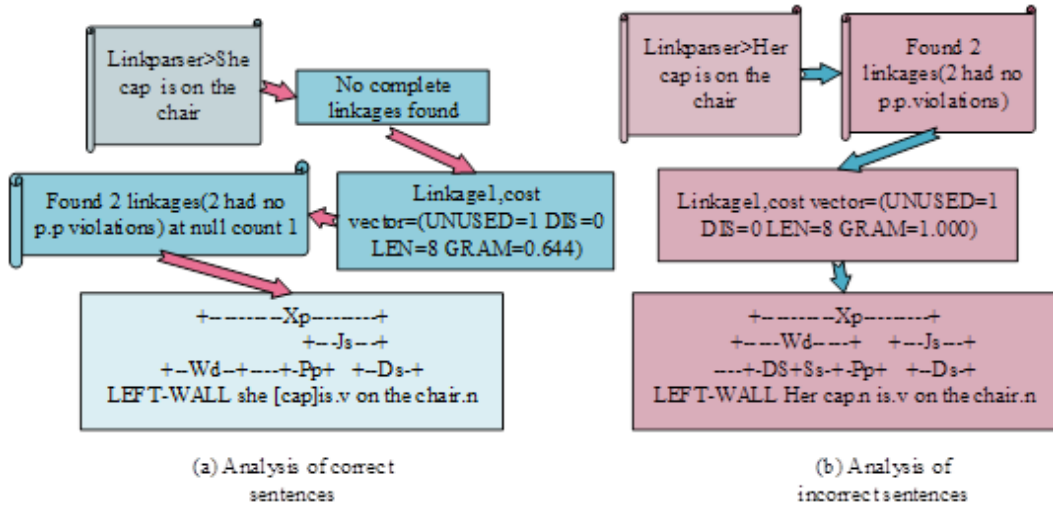 Linkparser>She
cap is on the
chair
No complete
linkages found
Linkage1,cost
vector=(UNUSED=1 DIS=0
LEN=8 GRAM=0.644)
Found 2 linkages(2 had no
p.p violations) at null count 1
+----------Xp---------+
+---Js---+
+--Wd--+----+-Pp+ +--Ds-+
LEFT-WALL she [cap]is.v on the chair.n
(a) Analysis of correct
sentences
Linkparser>Her
cap is on the
chair
Found 2
linkages(2 had no
p.p.violations)
Linkage1,cost vector=(UNUSED=1
DIS=0 LEN=8 GRAM=1.000)
+----------Xp---------+
+-----Wd-----+ +---Js---+
----+-DS+Ss-+-Pp+ +--Ds-+
LEFT-WALL Her cap.n is.v on the chair.n
(b) Analysis of
incorrect sentences